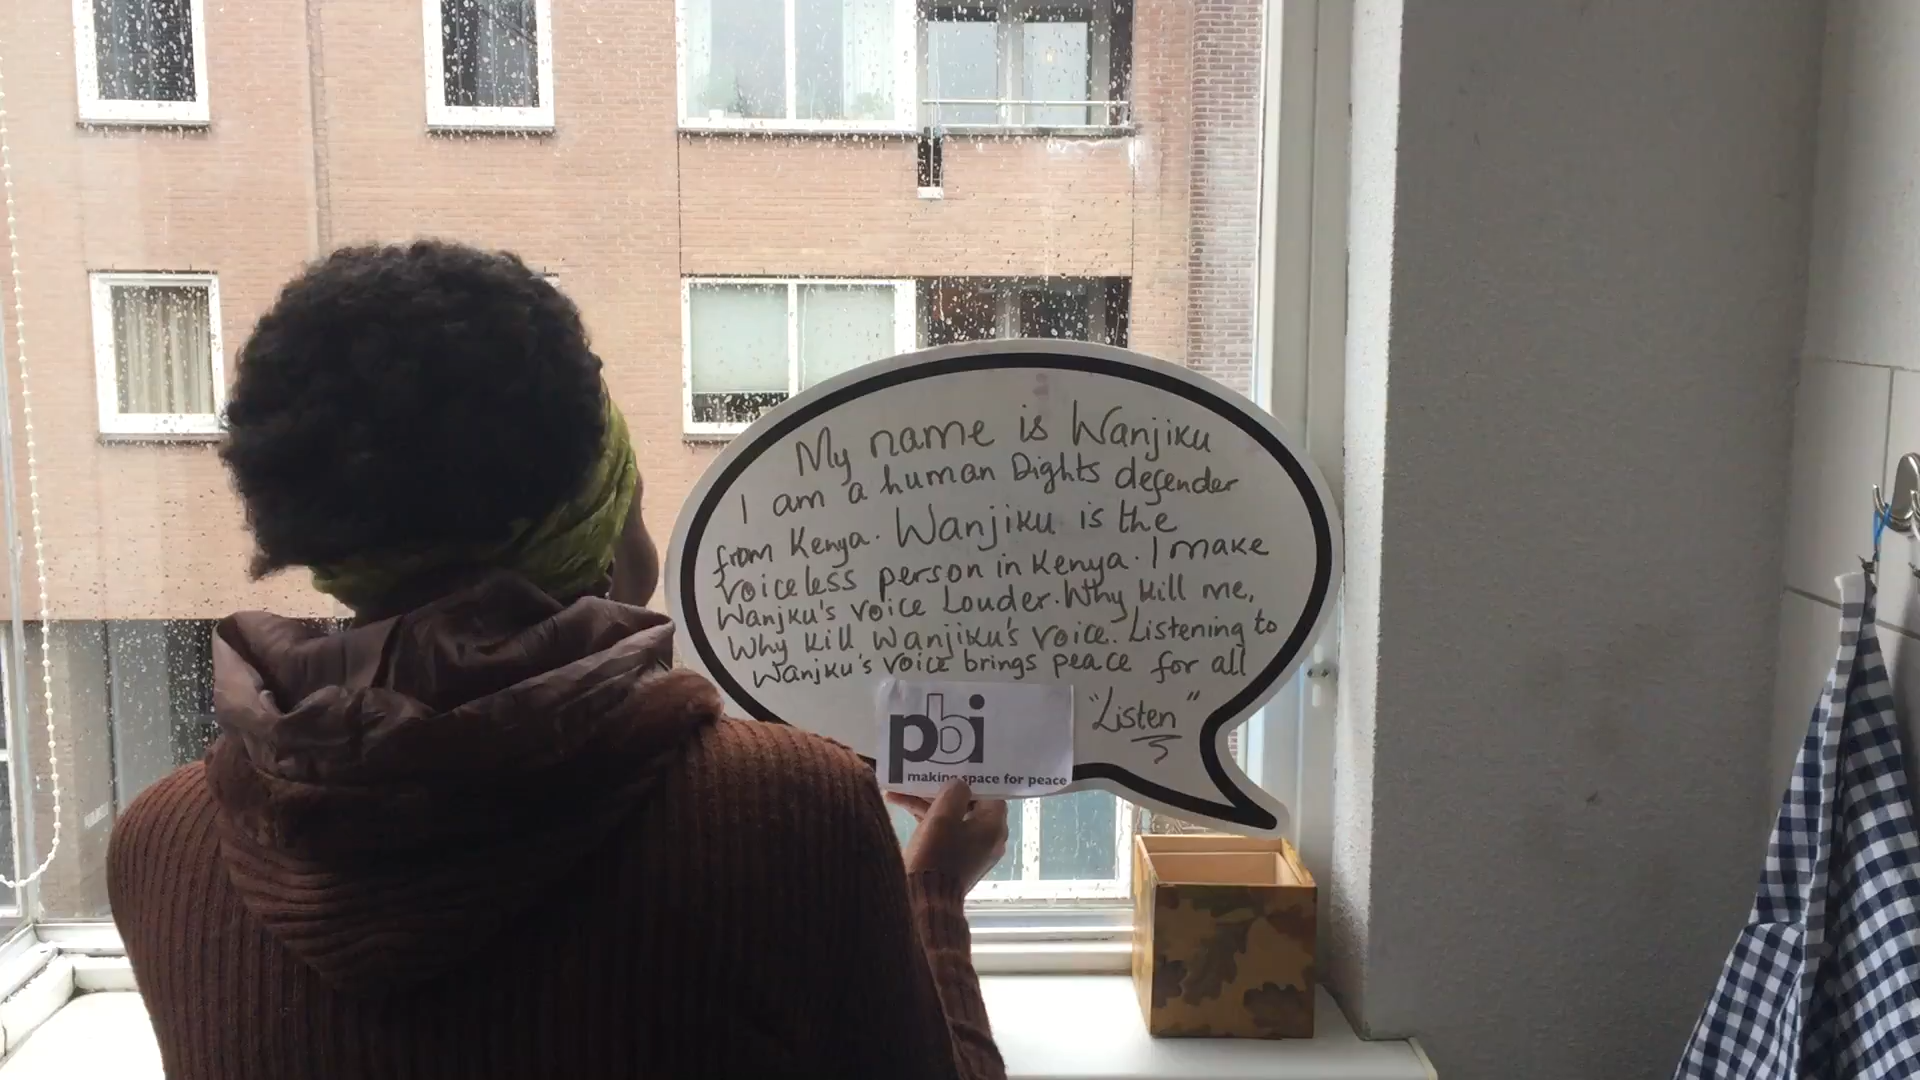 My name is Wanjiku
I am a human Rights defender
from Kenya. Wanjiku is the
voiceless person in Kenya. I make
Wanjku's voice Louder. Why kill me,
Why kill Wanjiku's voice. Listening to
Wanjku's voice brings peace for all
"Listen"
pbi
making space for peace